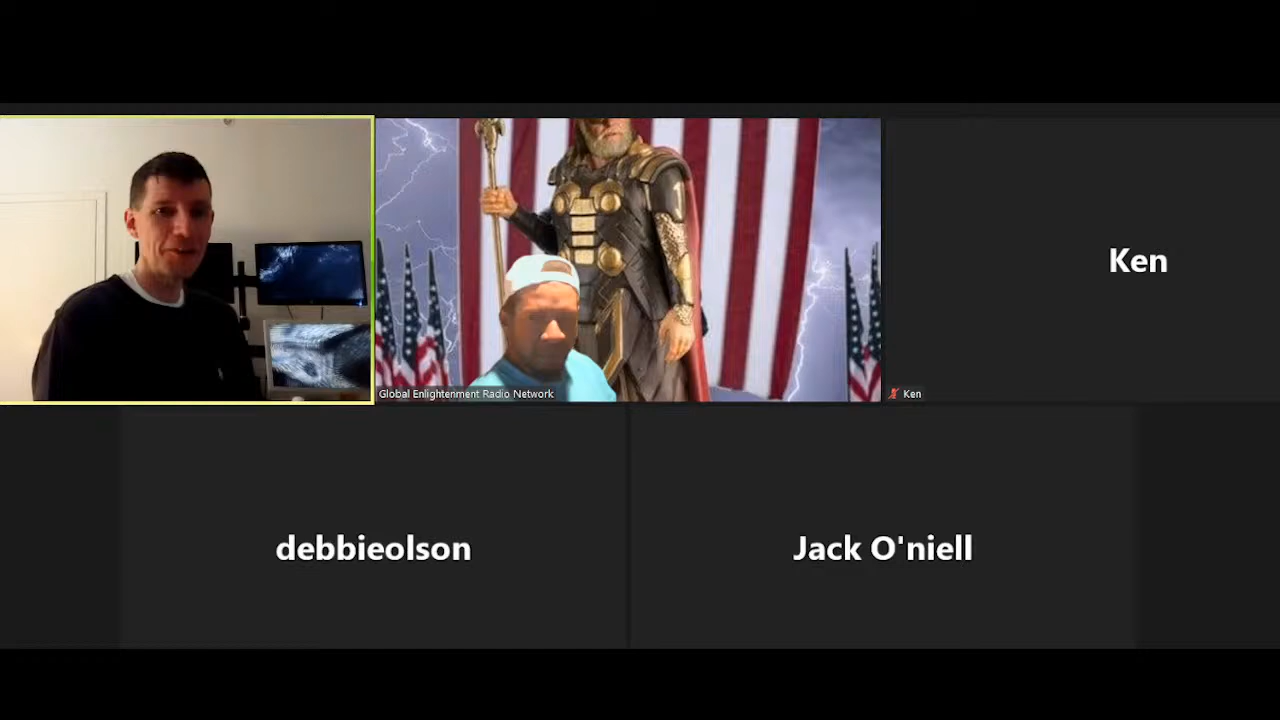 Ken
Global Enlightenment Radio Network
Ken
debbieolson
Jack O'niell